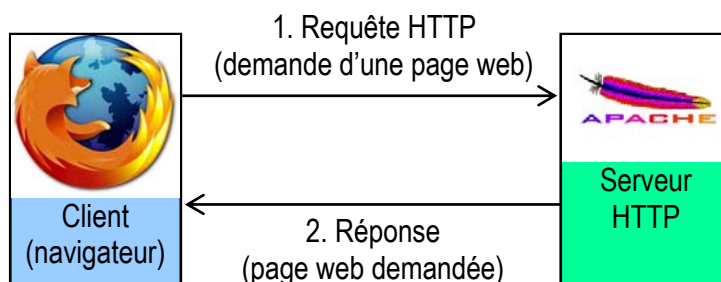 1. Requête HTTP
(demande d’une page web)
APACHE
Client
(navigateur)
Serveur
HTTP
2. Réponse
(page web demandée)